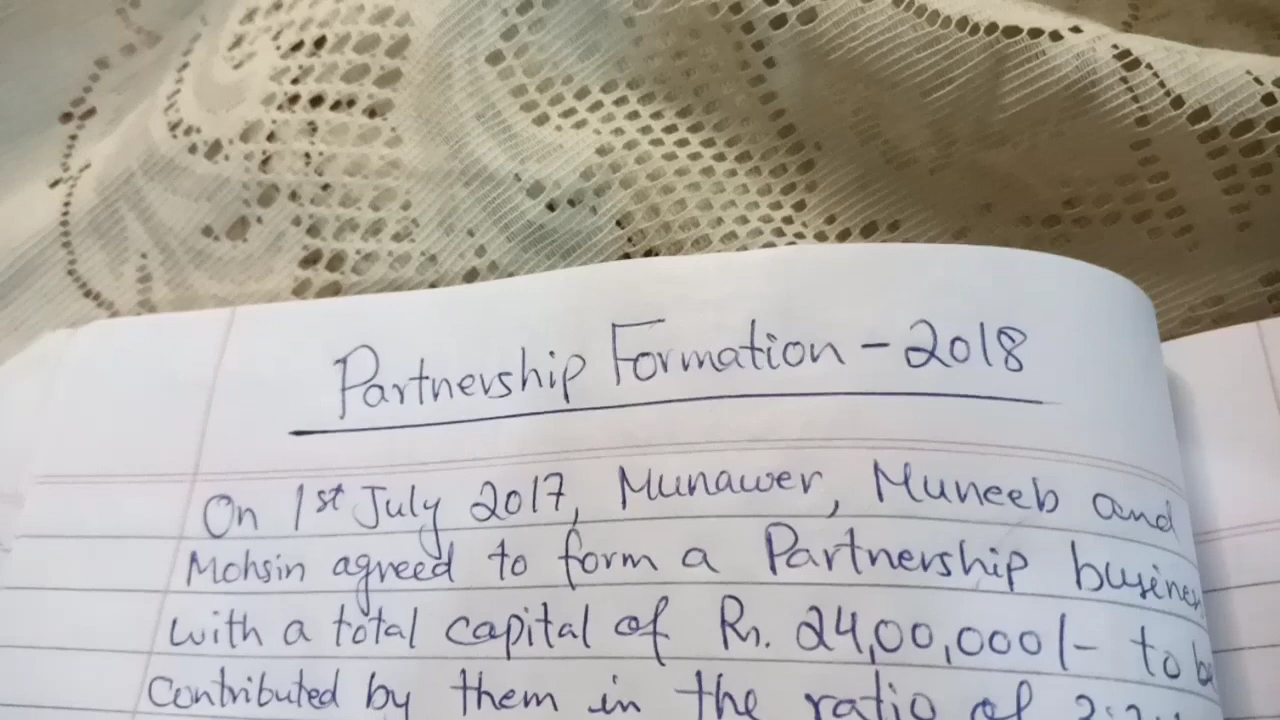 Partnership Formation - 2018
On 1st July 2017, Munawer, Muneeb and
Mohsin agreed to form a Partnership
with a total capital of Rs. 24,00,000/- to
contributed by them in the ratio of